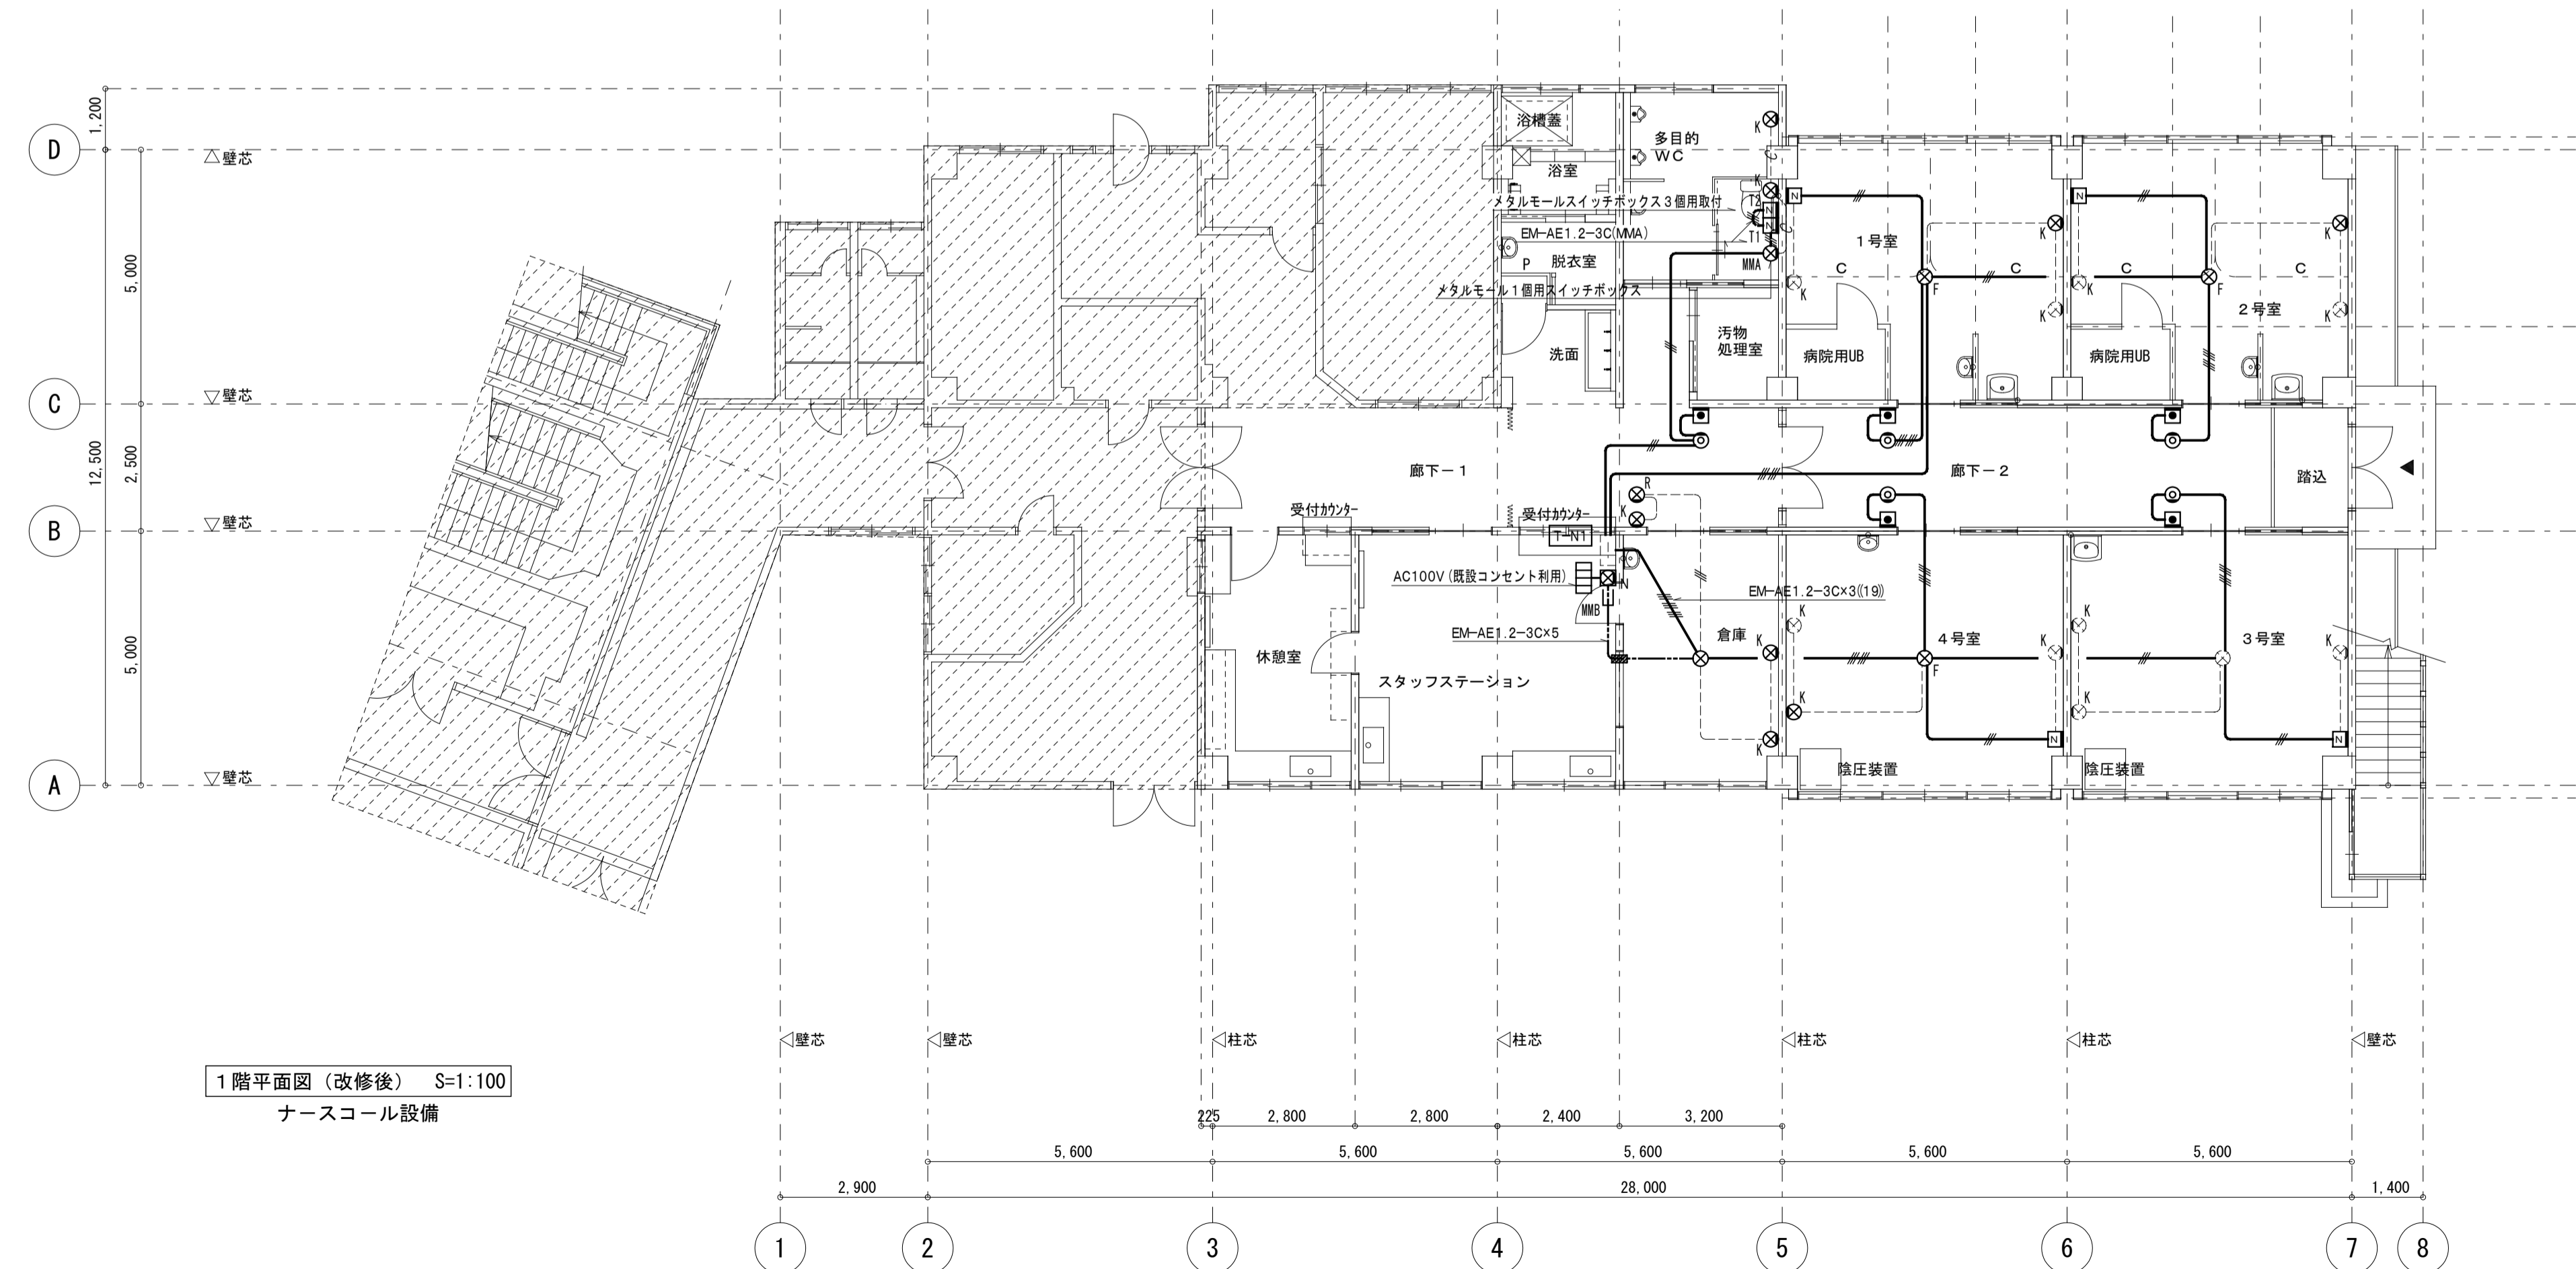 1,200
D
壁芯
浴槽蓋
多目的
WC
K
浴室
K
メタルモールスイッチボックス3個用取付
T2
N
N
N
N
EM-AE1.2-3C(MMA)
T1
1号室
K
K
P
脱衣室
MMA
C
C
C
C
5,000
メタルモール1個用スイッチボックス
K
F
K
F
K
K
2号室
汚物
処理室
洗面
病院用UB
病院用UB
C
壁芯
12,500
2,500
廊下-1
廊下-2
踏込
R
K
受付カウンター
受付カウンター
B
壁芯
T-N1
AC100V(既設コンセント利用)
N
MMB
EM-AE1.2-3C×3((19))
EM-AE1.2-3C×5
倉庫
K
K
K
K
K
4号室
3号室
5,000
休憩室
スタッフステーション
F
K
K
N
N
K
陰圧装置
陰圧装置
A
壁芯
壁芯
壁芯
柱芯
柱芯
柱芯
柱芯
壁芯
1階平面図(改修後) S=1:100
ナースコール設備
225
2,800
2,800
2,400
3,200
5,600
5,600
5,600
5,600
5,600
2,900
28,000
1,400
1
2
3
4
5
6
7
8